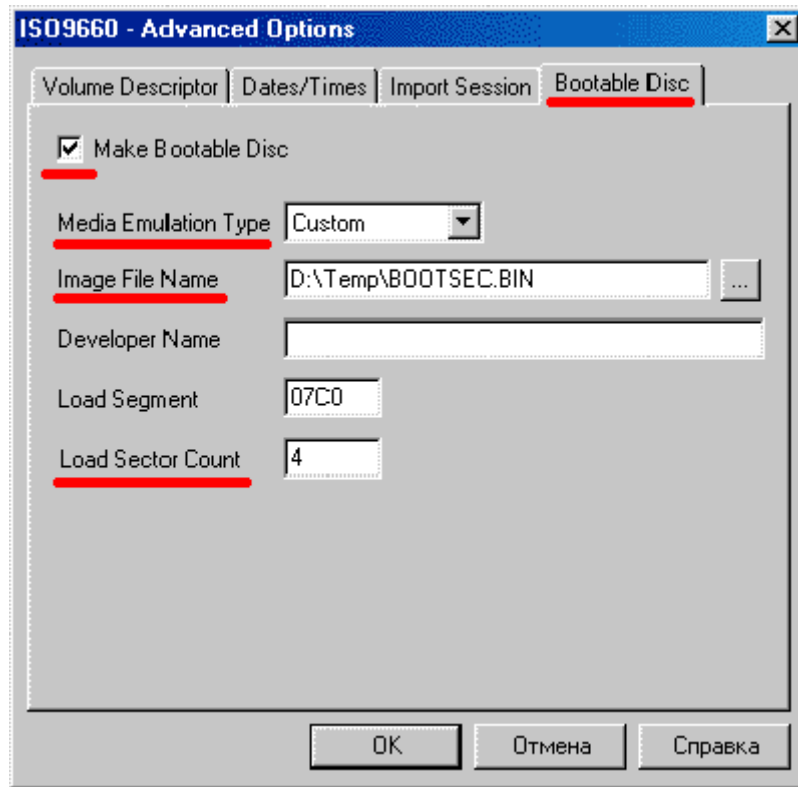 ISO9660 - Advanced Options
Volume Descriptor Dates/Times Import Session Bootable Disc
Make Bootable Disc
Media Emulation Type Custom
Image File Name D:\Temp\BOOTSEC.BIN ...
Developer Name
Load Segment 07C0
Load Sector Count 4
OK Отмена Справка